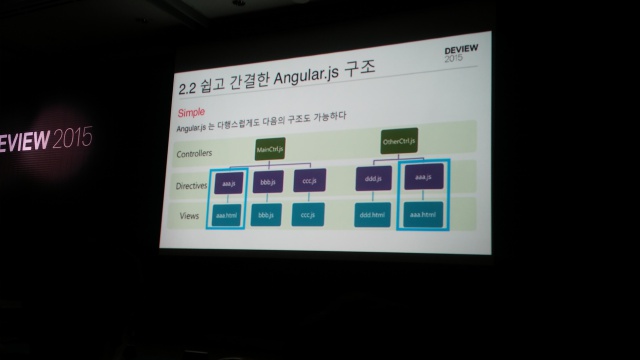 DEVIEW
2015
2.2 쉽고 간결한 Angular.js 구조
Simple
Angular.js 는 다행스럽게도 다음의 구조도 가능하다
EVIEW 2015
Controllers
MainCtrl.js
OtherCtrl.js
Directives
aaa.js
bbb.js
ccc.js
ddd.js
aaa.js
Views
aaa.html
bbb.js
ccc.js
ddd.html
aaa.html